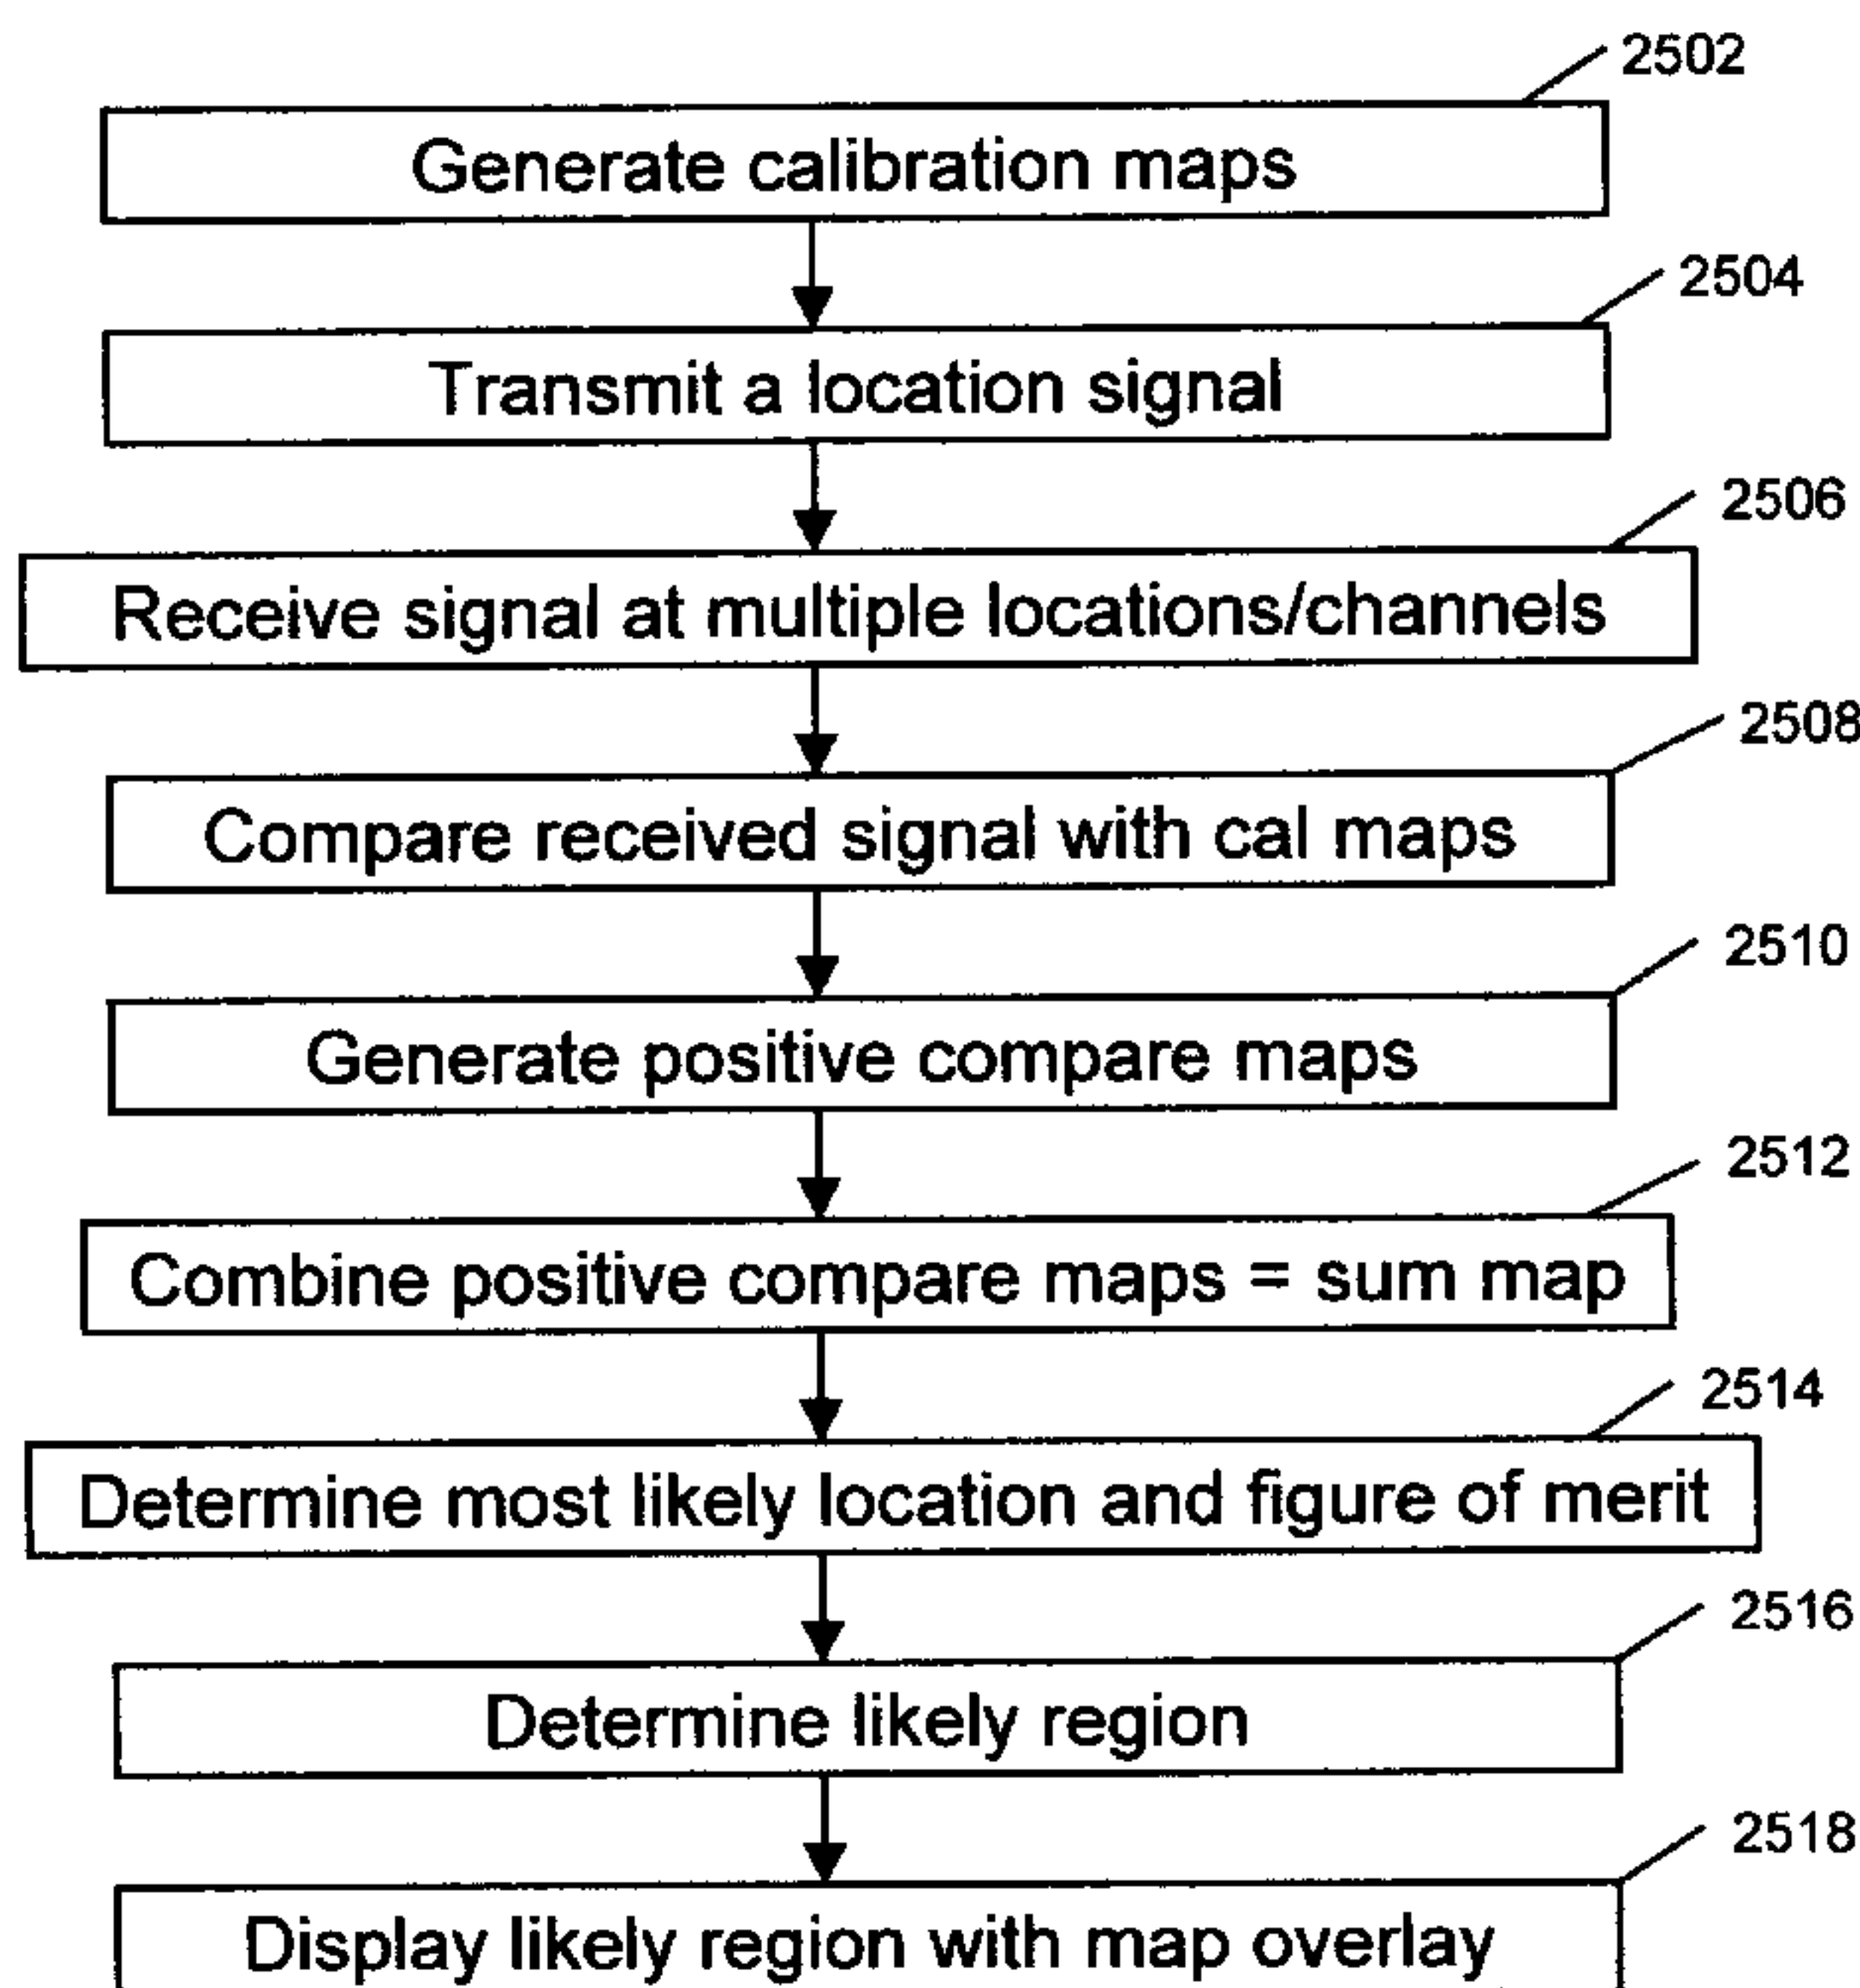 2502
Generate calibration maps
2504
Transmit a location signal
2506
Receive signal at multiple locations/channels
2508
Compare received signal with cal maps
2510
Generate positive compare maps
2512
Combine positive compare maps = sum map
2514
Determine most likely location and figure of merit
2516
Determine likely region
2518
Display likely region with map overlay